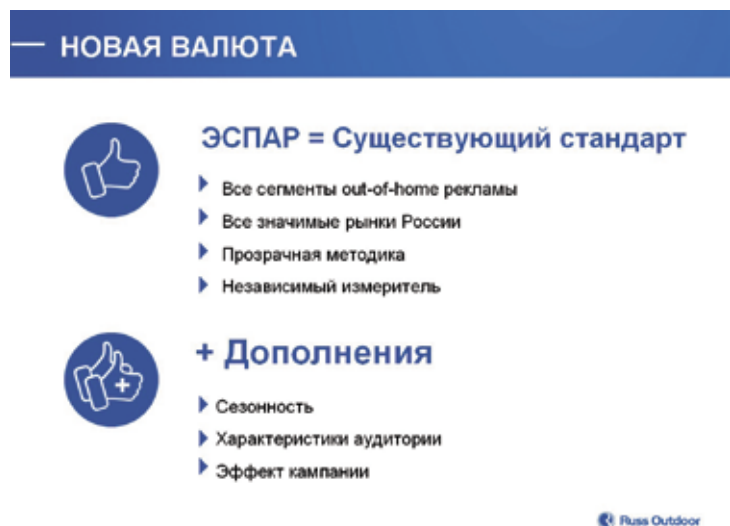 НОВАЯ ВАЛЮТА
ЭСПАР = Существующий стандарт
Все сегменты out-of-home рекламы
Все значимые рынки России
Прозрачная методика
Независимый измеритель
+ Дополнения
Сезонность
Характеристики аудитории
Эффект кампании
Russ Outdoor